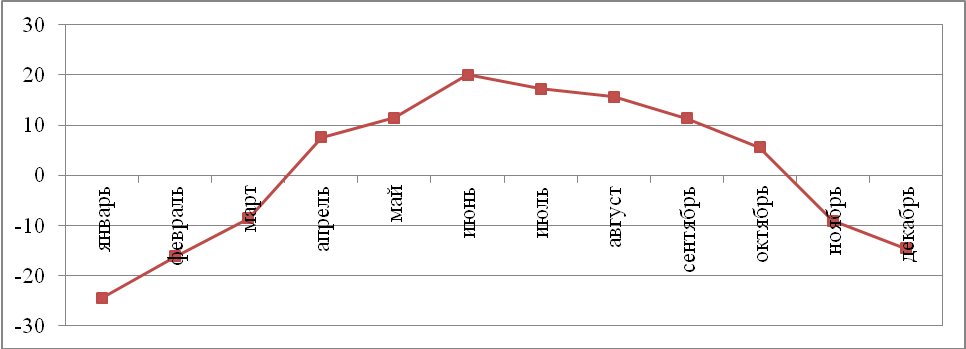 30
20
10
0
-10
-20
-30
январь
февраль
март
апрель
май
июнь
июль
август
сентябрь
октябрь
ноябрь
декабрь